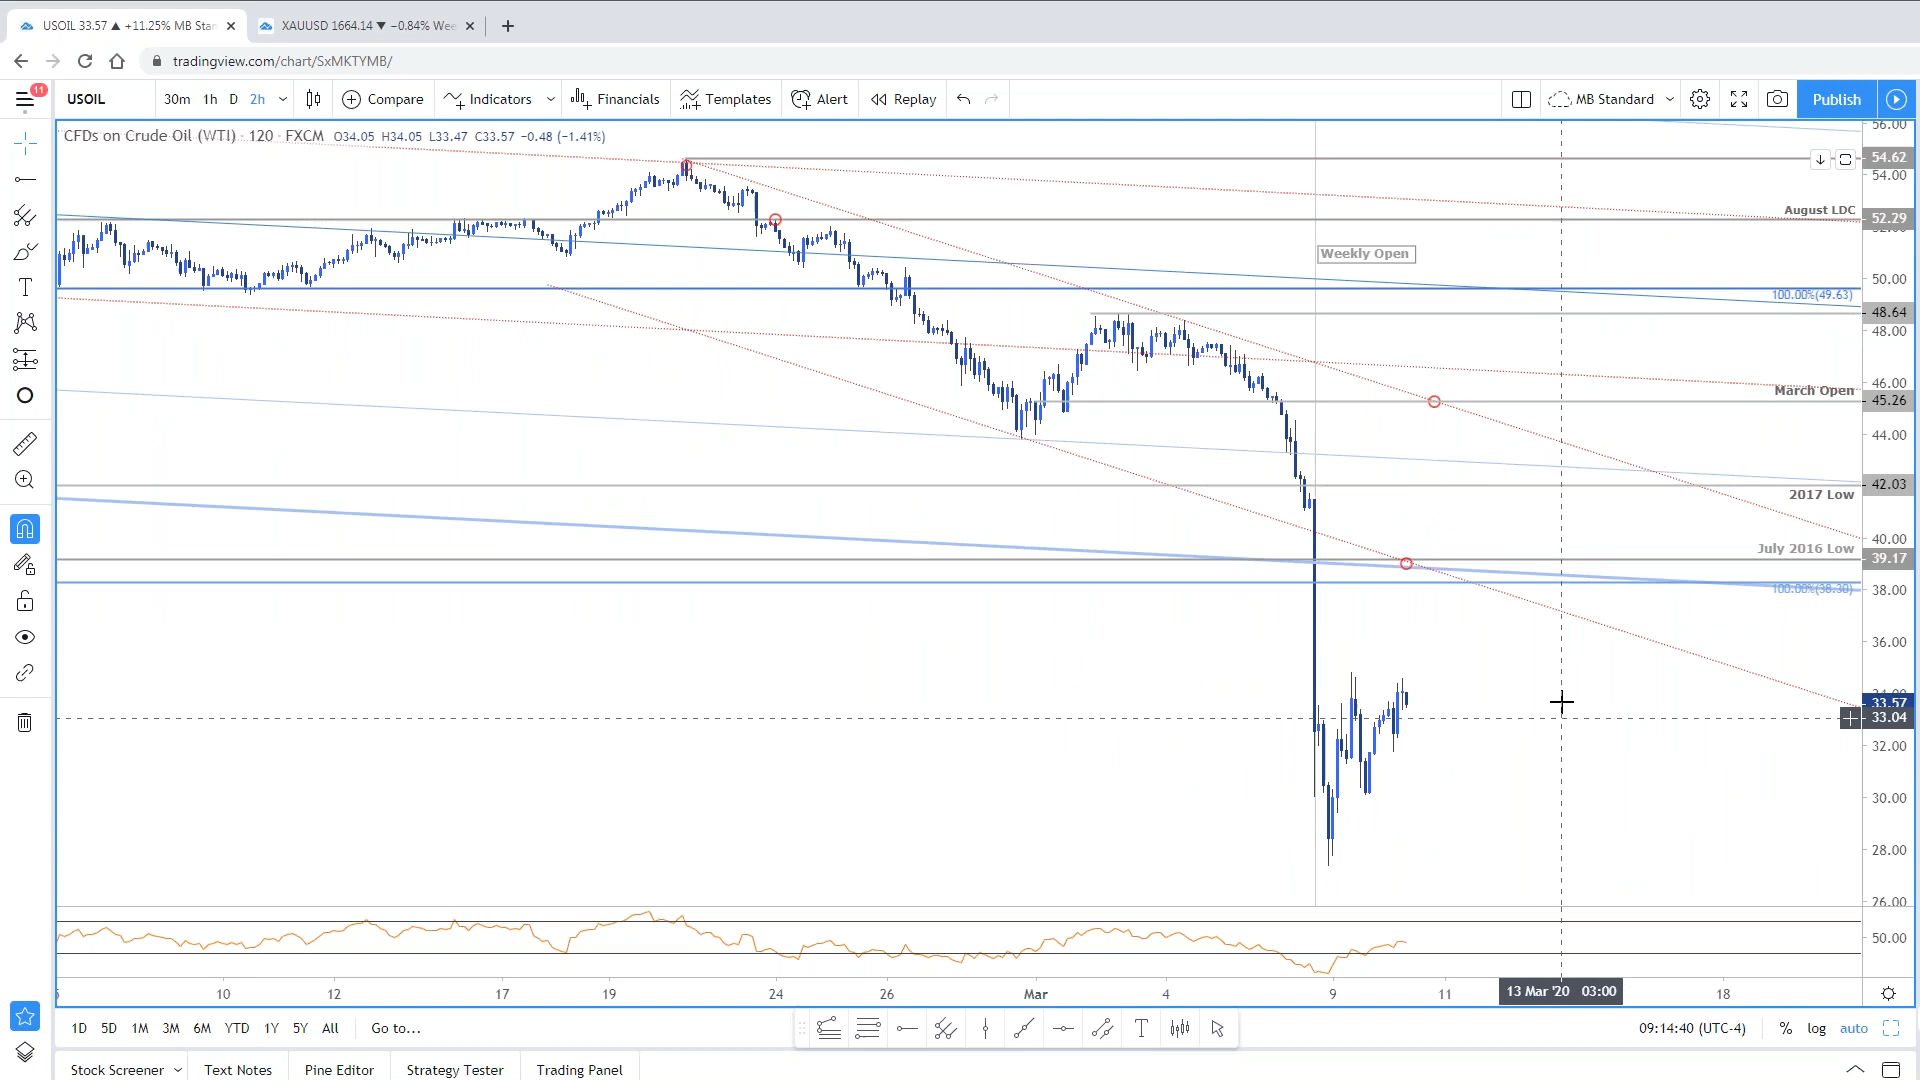 USOIL 33.57 ▲ +11.25% MB Stan
XAUUSD 1664.14 ▼ −0.84% Wee
tradingview.com/chart/SxMKTYMB/
11
USOIL
30m 1h D 2h
Compare
Indicators
Financials
Templates
Alert
Replay
MB Standard
Publish
CFDs on Crude Oil (WTI) · 120 · FXCM O34.05 H34.05 L33.47 C33.57 −0.48 (−1.41%)
56.00
54.62
54.00
August LDC
52.29
Weekly Open
50.00
100.00%(49.63)
48.64
48.00
46.00
March Open
45.26
44.00
42.03
2017 Low
40.00
July 2016 Low
39.17
100.00%(38.30)
38.00
36.00
34.00
33.57
33.04
32.00
30.00
28.00
26.00
50.00
10 12 17 19 24 26 Mar 4 9 11 13 Mar '20 03:00 18
1D 5D 1M 3M 6M YTD 1Y 5Y All Go to...
09:14:40 (UTC-4) % log auto
Stock Screener Text Notes Pine Editor Strategy Tester Trading Panel